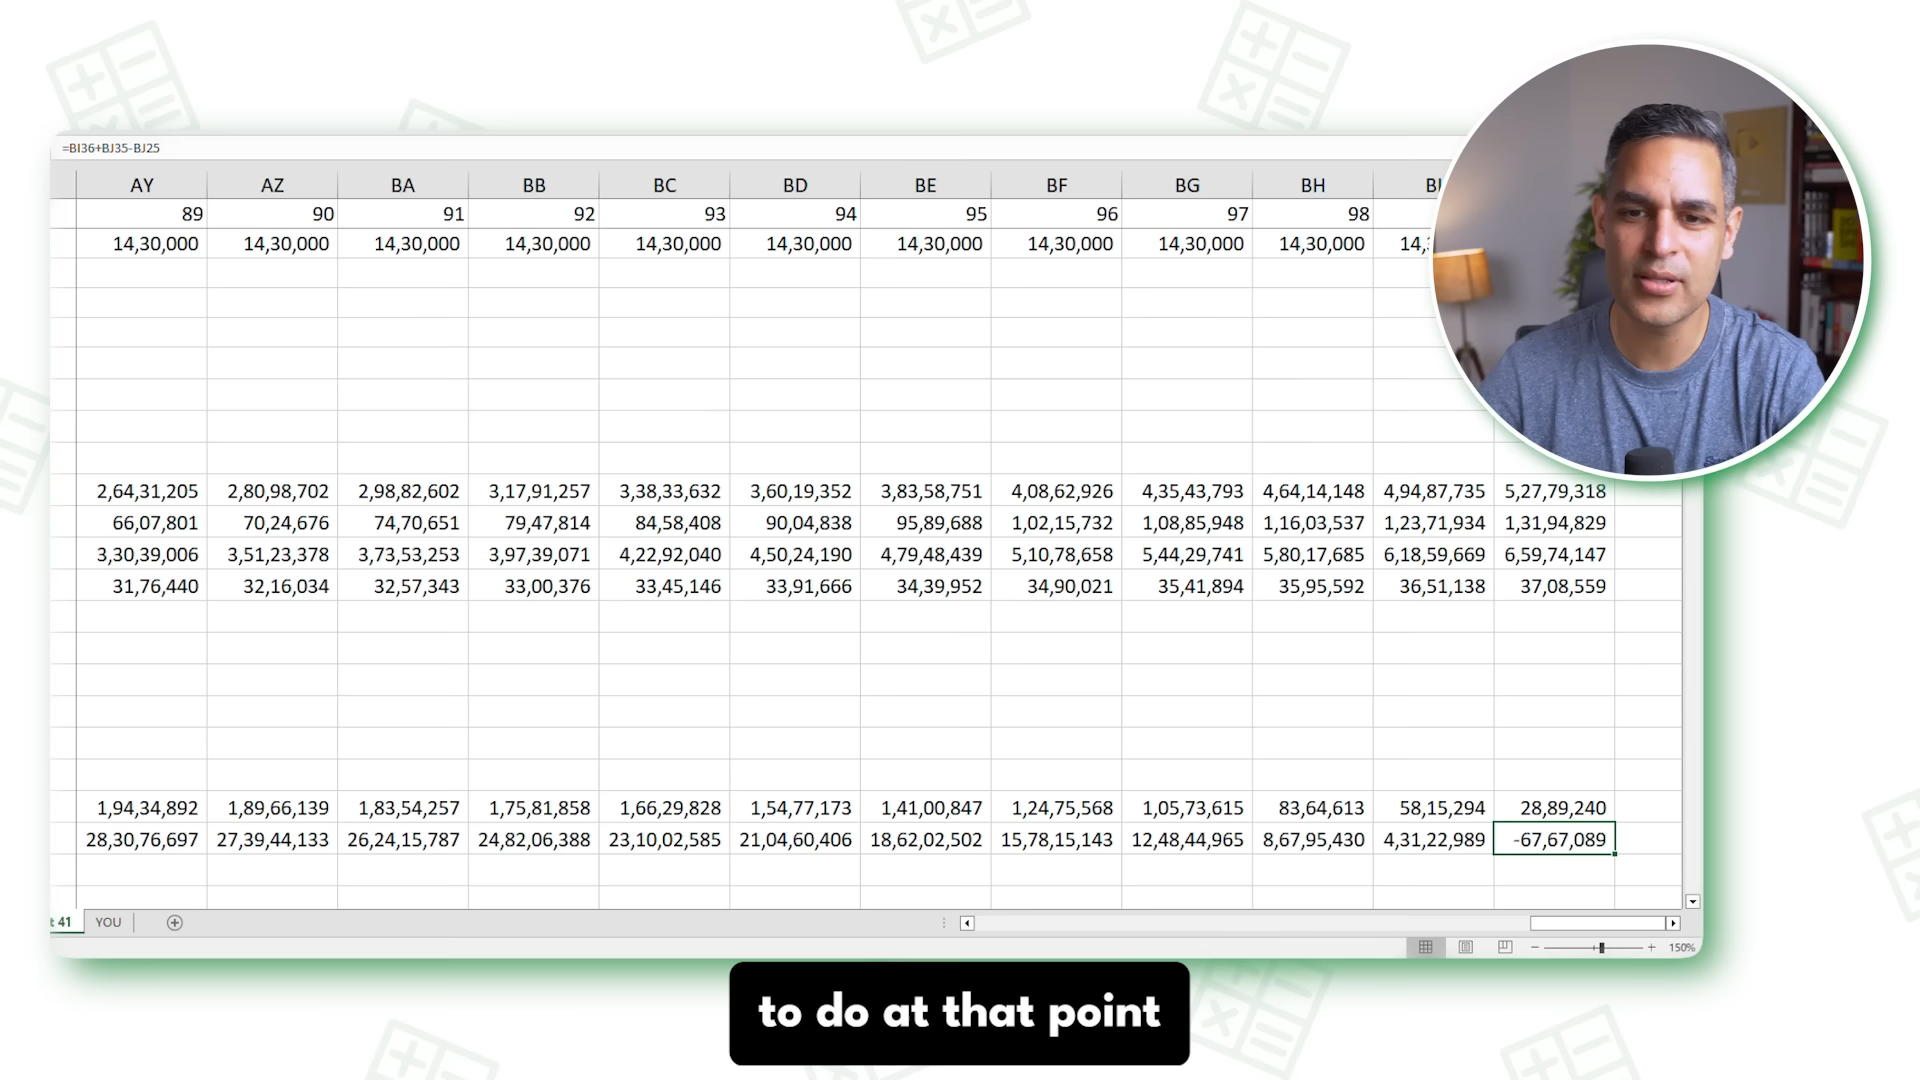 =BI36+BJ35-BJ25
AY AZ BA BB BC BD BE BF BG BH
89 90 91 92 93 94 95 96 97 98
14,30,000 14,30,000 14,30,000 14,30,000 14,30,000 14,30,000 14,30,000 14,30,000 14,30,000 14,30,000
2,64,31,205 2,80,98,702 2,98,82,602 3,17,91,257 3,38,33,632 3,60,19,352 3,83,58,751 4,08,62,926 4,35,43,793 4,64,14,148 4,94,87,735 5,27,79,318
66,07,801 70,24,676 74,70,651 79,47,814 84,58,408 90,04,838 95,89,688 1,02,15,732 1,08,85,948 1,16,03,537 1,23,71,934 1,31,94,829
3,30,39,006 3,51,23,378 3,73,53,253 3,97,39,071 4,22,92,040 4,50,24,190 4,79,48,439 5,10,78,658 5,44,29,741 5,80,17,685 6,18,59,669 6,59,74,147
31,76,440 32,16,034 32,57,343 33,00,376 33,45,146 33,91,666 34,39,952 34,90,021 35,41,894 35,95,592 36,51,138 37,08,559
1,94,34,892 1,89,66,139 1,83,54,257 1,75,81,858 1,66,29,828 1,54,77,173 1,41,00,847 1,24,75,568 1,05,73,615 83,64,613 58,15,294 28,89,240
28,30,76,697 27,39,44,133 26,24,15,787 24,82,06,388 23,10,02,585 21,04,60,406 18,62,02,502 15,78,15,143 12,48,44,965 8,67,95,430 4,31,22,989 -67,67,089
t 41 YOU
150%
to do at that point